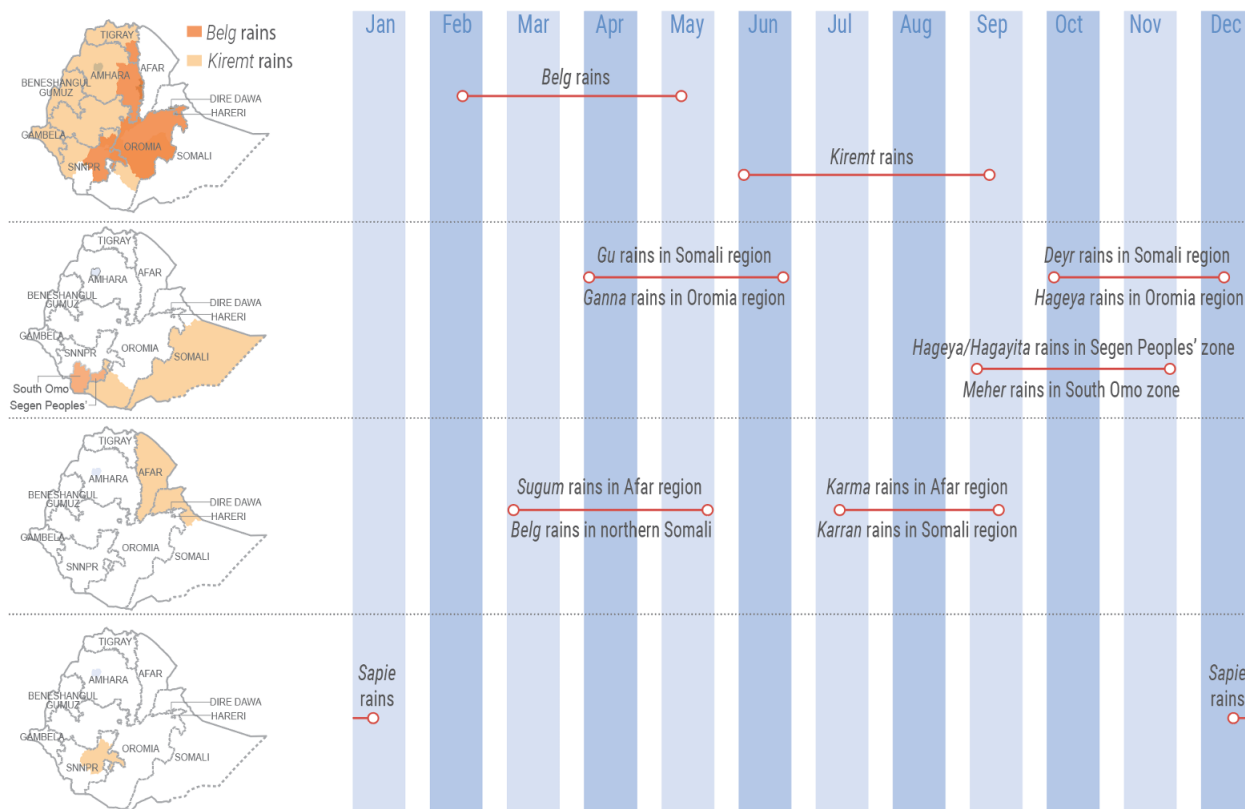 Jan Feb Mar Apr May Jun Jul Aug Sep Oct Nov Dec
Belg rains
Kiremt rains
TIGRAY
AFAR
AMHARA
BENESHANGUL
GUMUZ
DIRE DAWA
HARERI
GAMBELA
OROMIA
SOMALI
SNNPR
Belg rains
Kiremt rains
TIGRAY
AFAR
AMHARA
BENESHANGUL
GUMUZ
DIRE DAWA
HARERI
GAMBELA
OROMIA
SOMALI
SNNPR
South Omo
Segen Peoples'
Gu rains in Somali region
Ganna rains in Oromia region
Deyr rains in Somali region
Hageya rains in Oromia region
Hageya/Hagayita rains in Segen Peoples' zone
Meher rains in South Omo zone
TIGRAY
AFAR
AMHARA
BENESHANGUL
GUMUZ
DIRE DAWA
HARERI
GAMBELA
OROMIA
SOMALI
SNNPR
Sugum rains in Afar region
Belg rains in northern Somali
Karma rains in Afar region
Karran rains in Somali region
TIGRAY
AFAR
AMHARA
BENESHANGUL
GUMUZ
DIRE DAWA
HARERI
GAMBELA
OROMIA
SOMALI
SNNPR
Sapie
rains
Sapie
rains